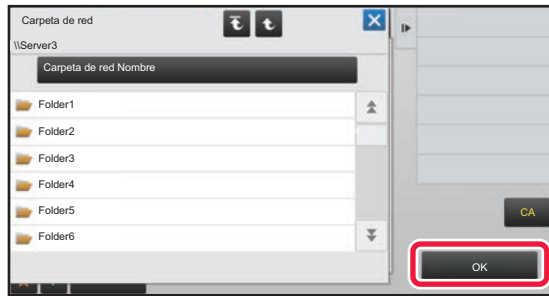 Carpeta de red
\\Server3
Carpeta de red Nombre
Folder1
Folder2
Folder3
Folder4
Folder5
Folder6
CA
OK